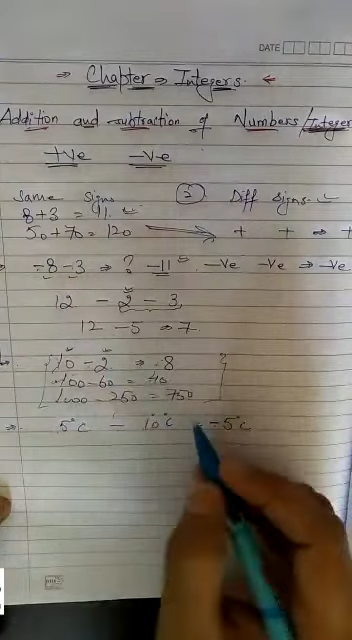 DATE
⇒ Chapter ⇒ Integers. ←
Addition and subtraction of Numbers/Integer
+ve -ve
Same signs ② Diff signs.
8+3 = 11.
50+70 = 120 + + ⇒ +
-8-3 ⇒ ? -11 -ve -ve ⇒ -ve
12 - 2 - 3
12 - 5 ⇒ 7
10 - 2 ⇒ 8
100-60 = 40
1000 - 250 = 750
⇒ 5°C - 10°C = -5°C